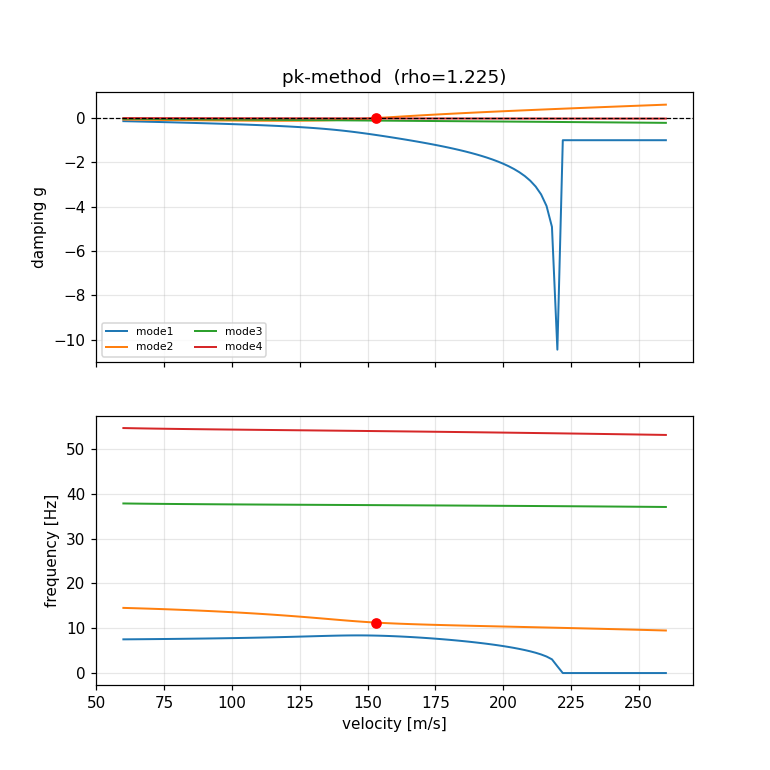 pk-method (rho=1.225)
damping g
0
−2
−4
−6
−8
−10
mode1
mode2
mode3
mode4
frequency [Hz]
50
40
30
20
10
0
50 75 100 125 150 175 200 225 250
velocity [m/s]